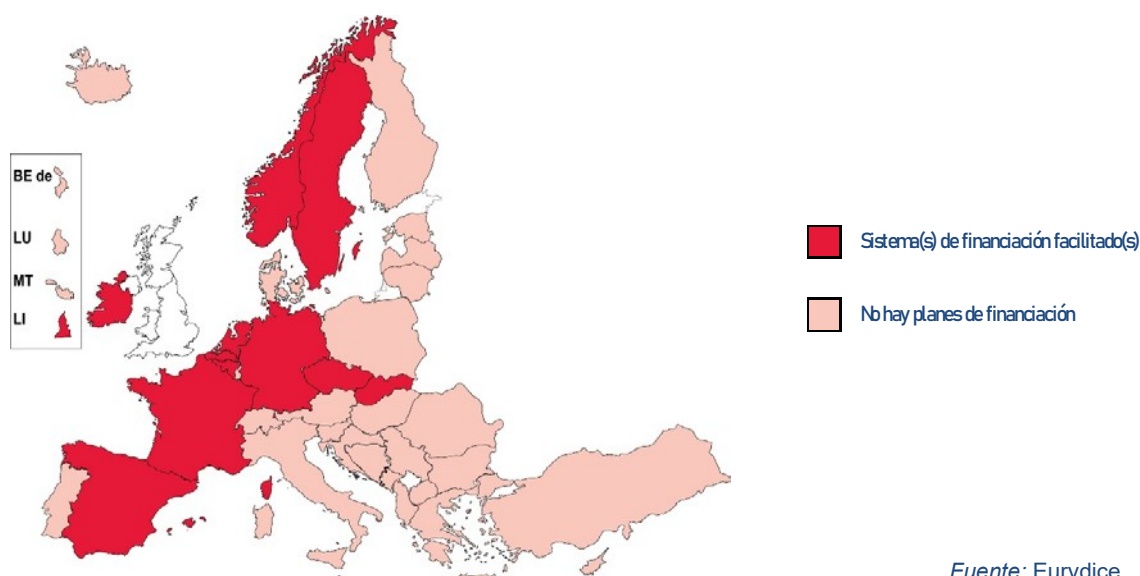 BE de
LU
MT
LI
Sistema(s) de financiación facilitado(s)
No hay planes de financiación
Fuente: Eurydice